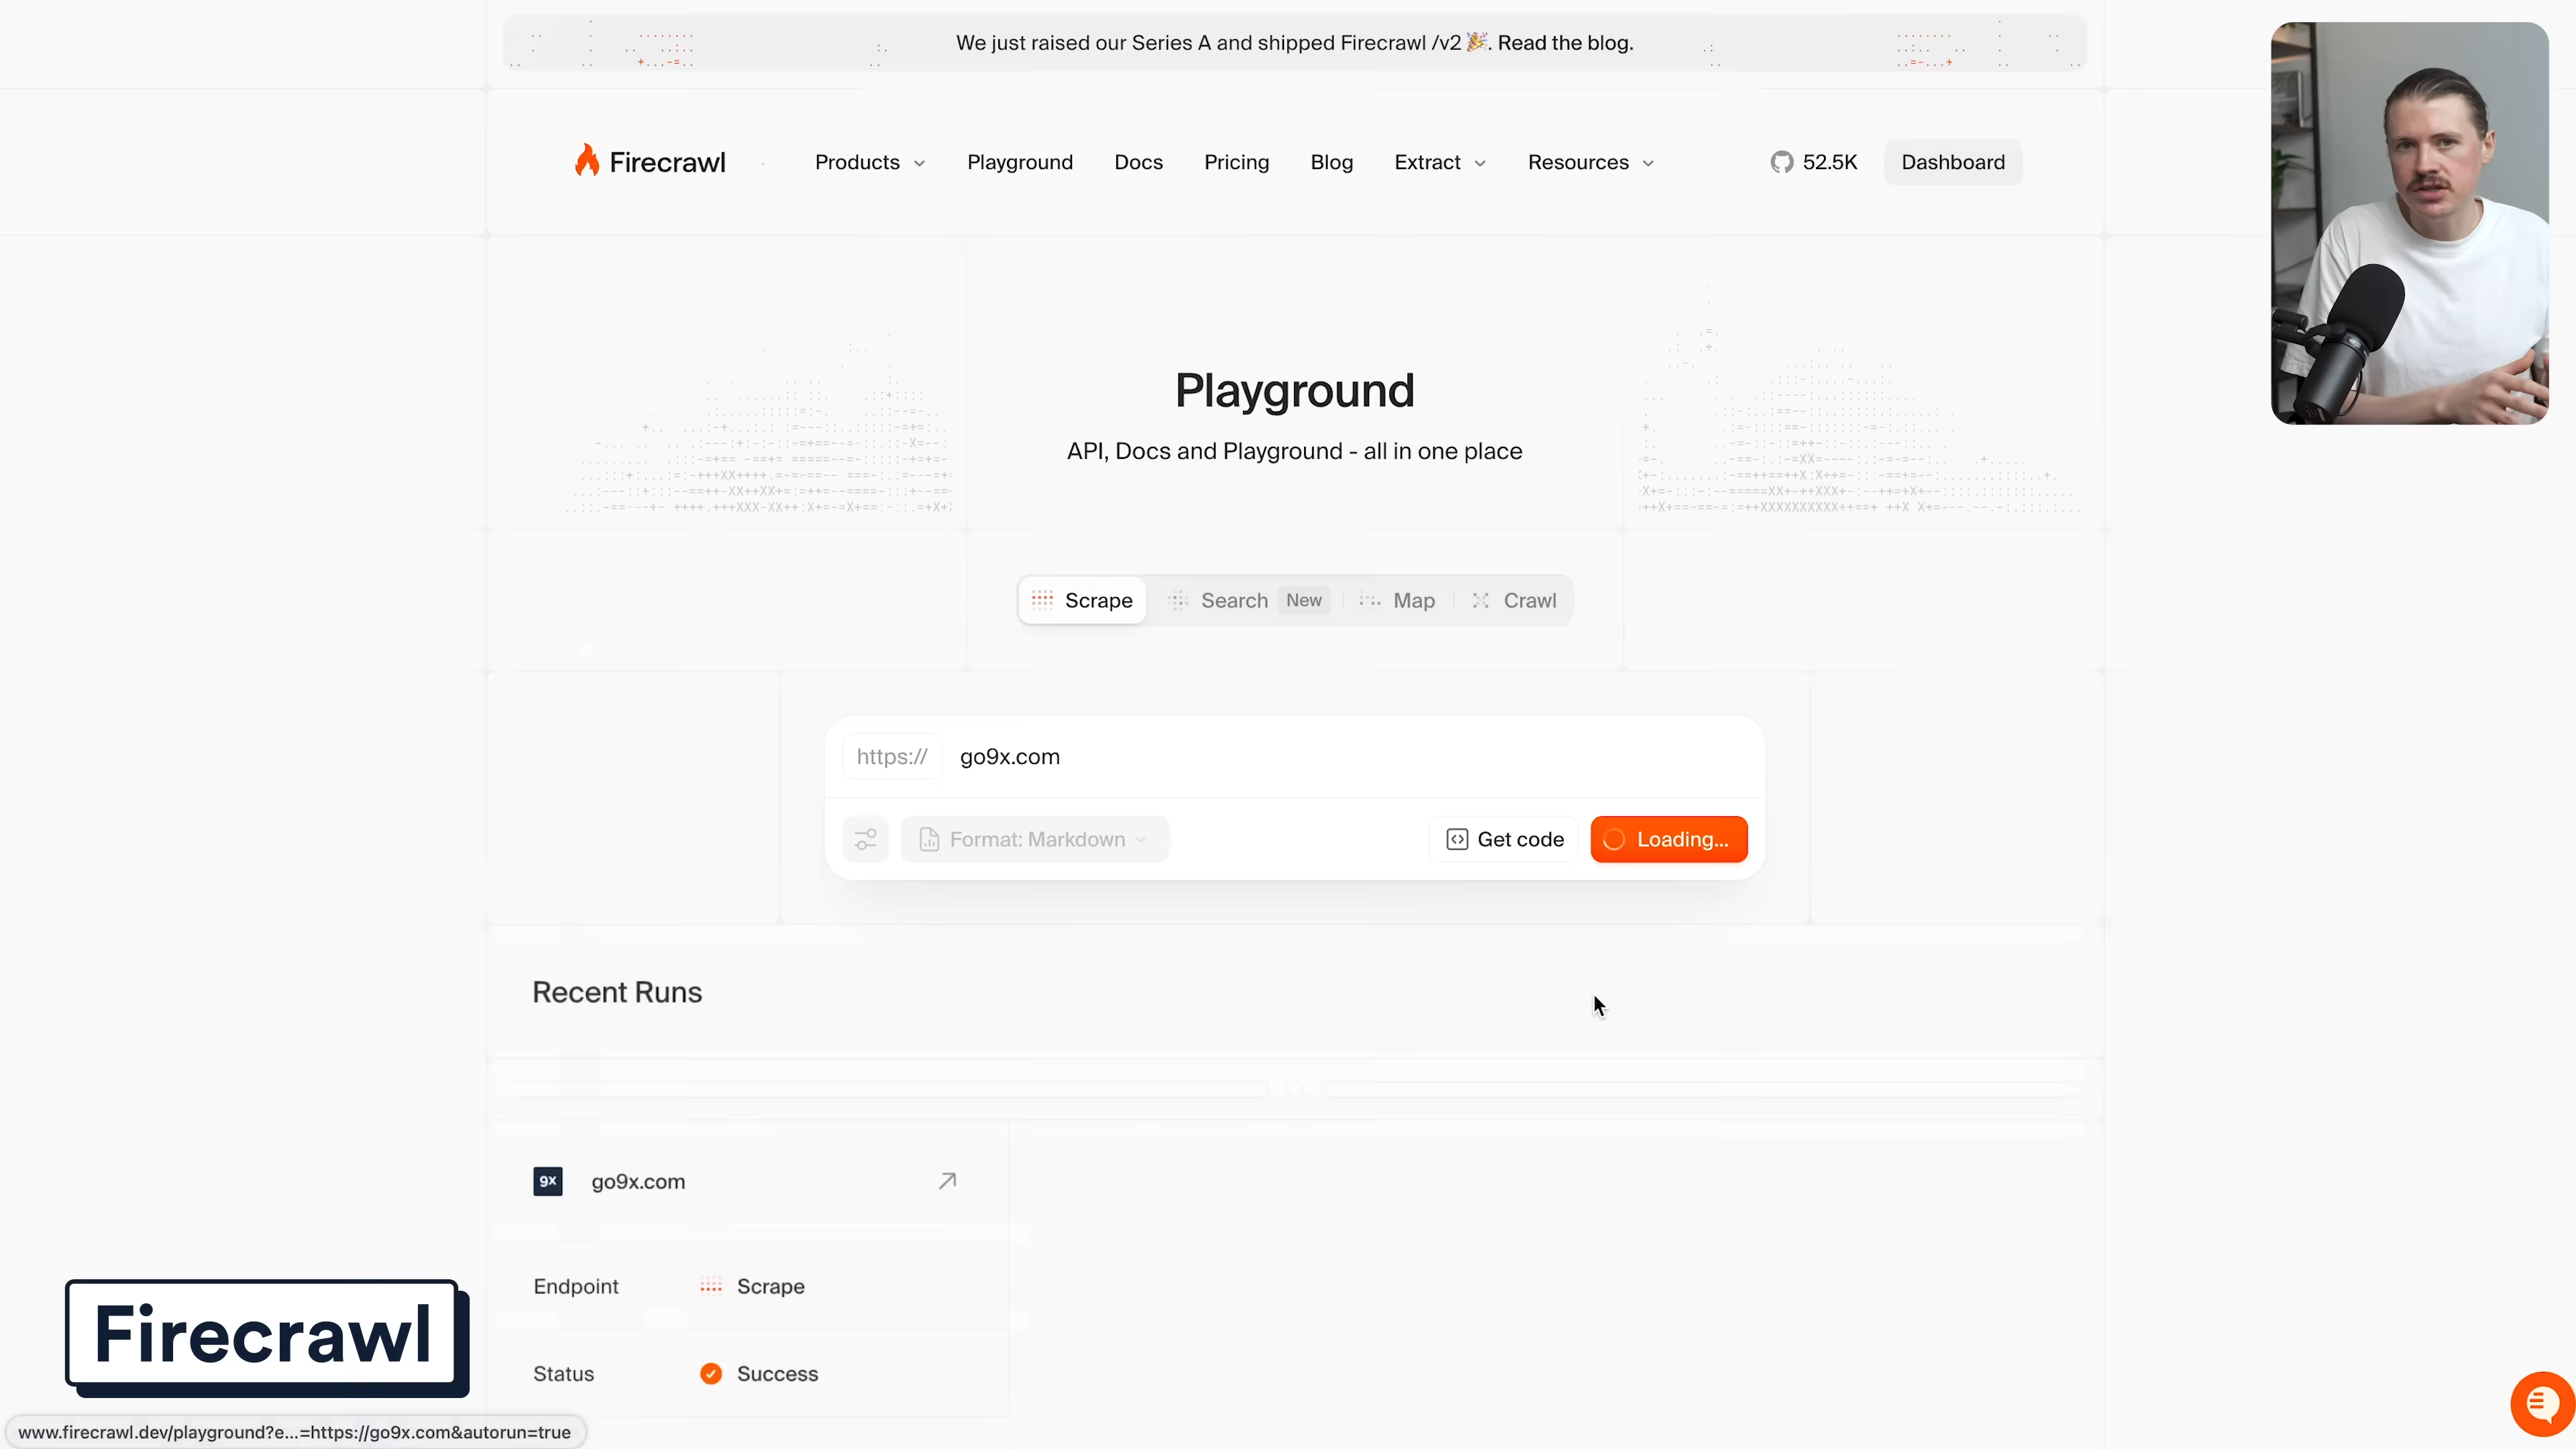 We just raised our Series A and shipped Firecrawl /v2 🎉. Read the blog.
Firecrawl
Products
Playground
Docs
Pricing
Blog
Extract
Resources
52.5K
Dashboard
Playground
API, Docs and Playground - all in one place
Scrape
Search New
Map
Crawl
https:// go9x.com
Format: Markdown
Get code
Loading...
Recent Runs
9x go9x.com
Endpoint Scrape
Status Success
Firecrawl
www.firecrawl.dev/playground?e...=https://go9x.com&autorun=true